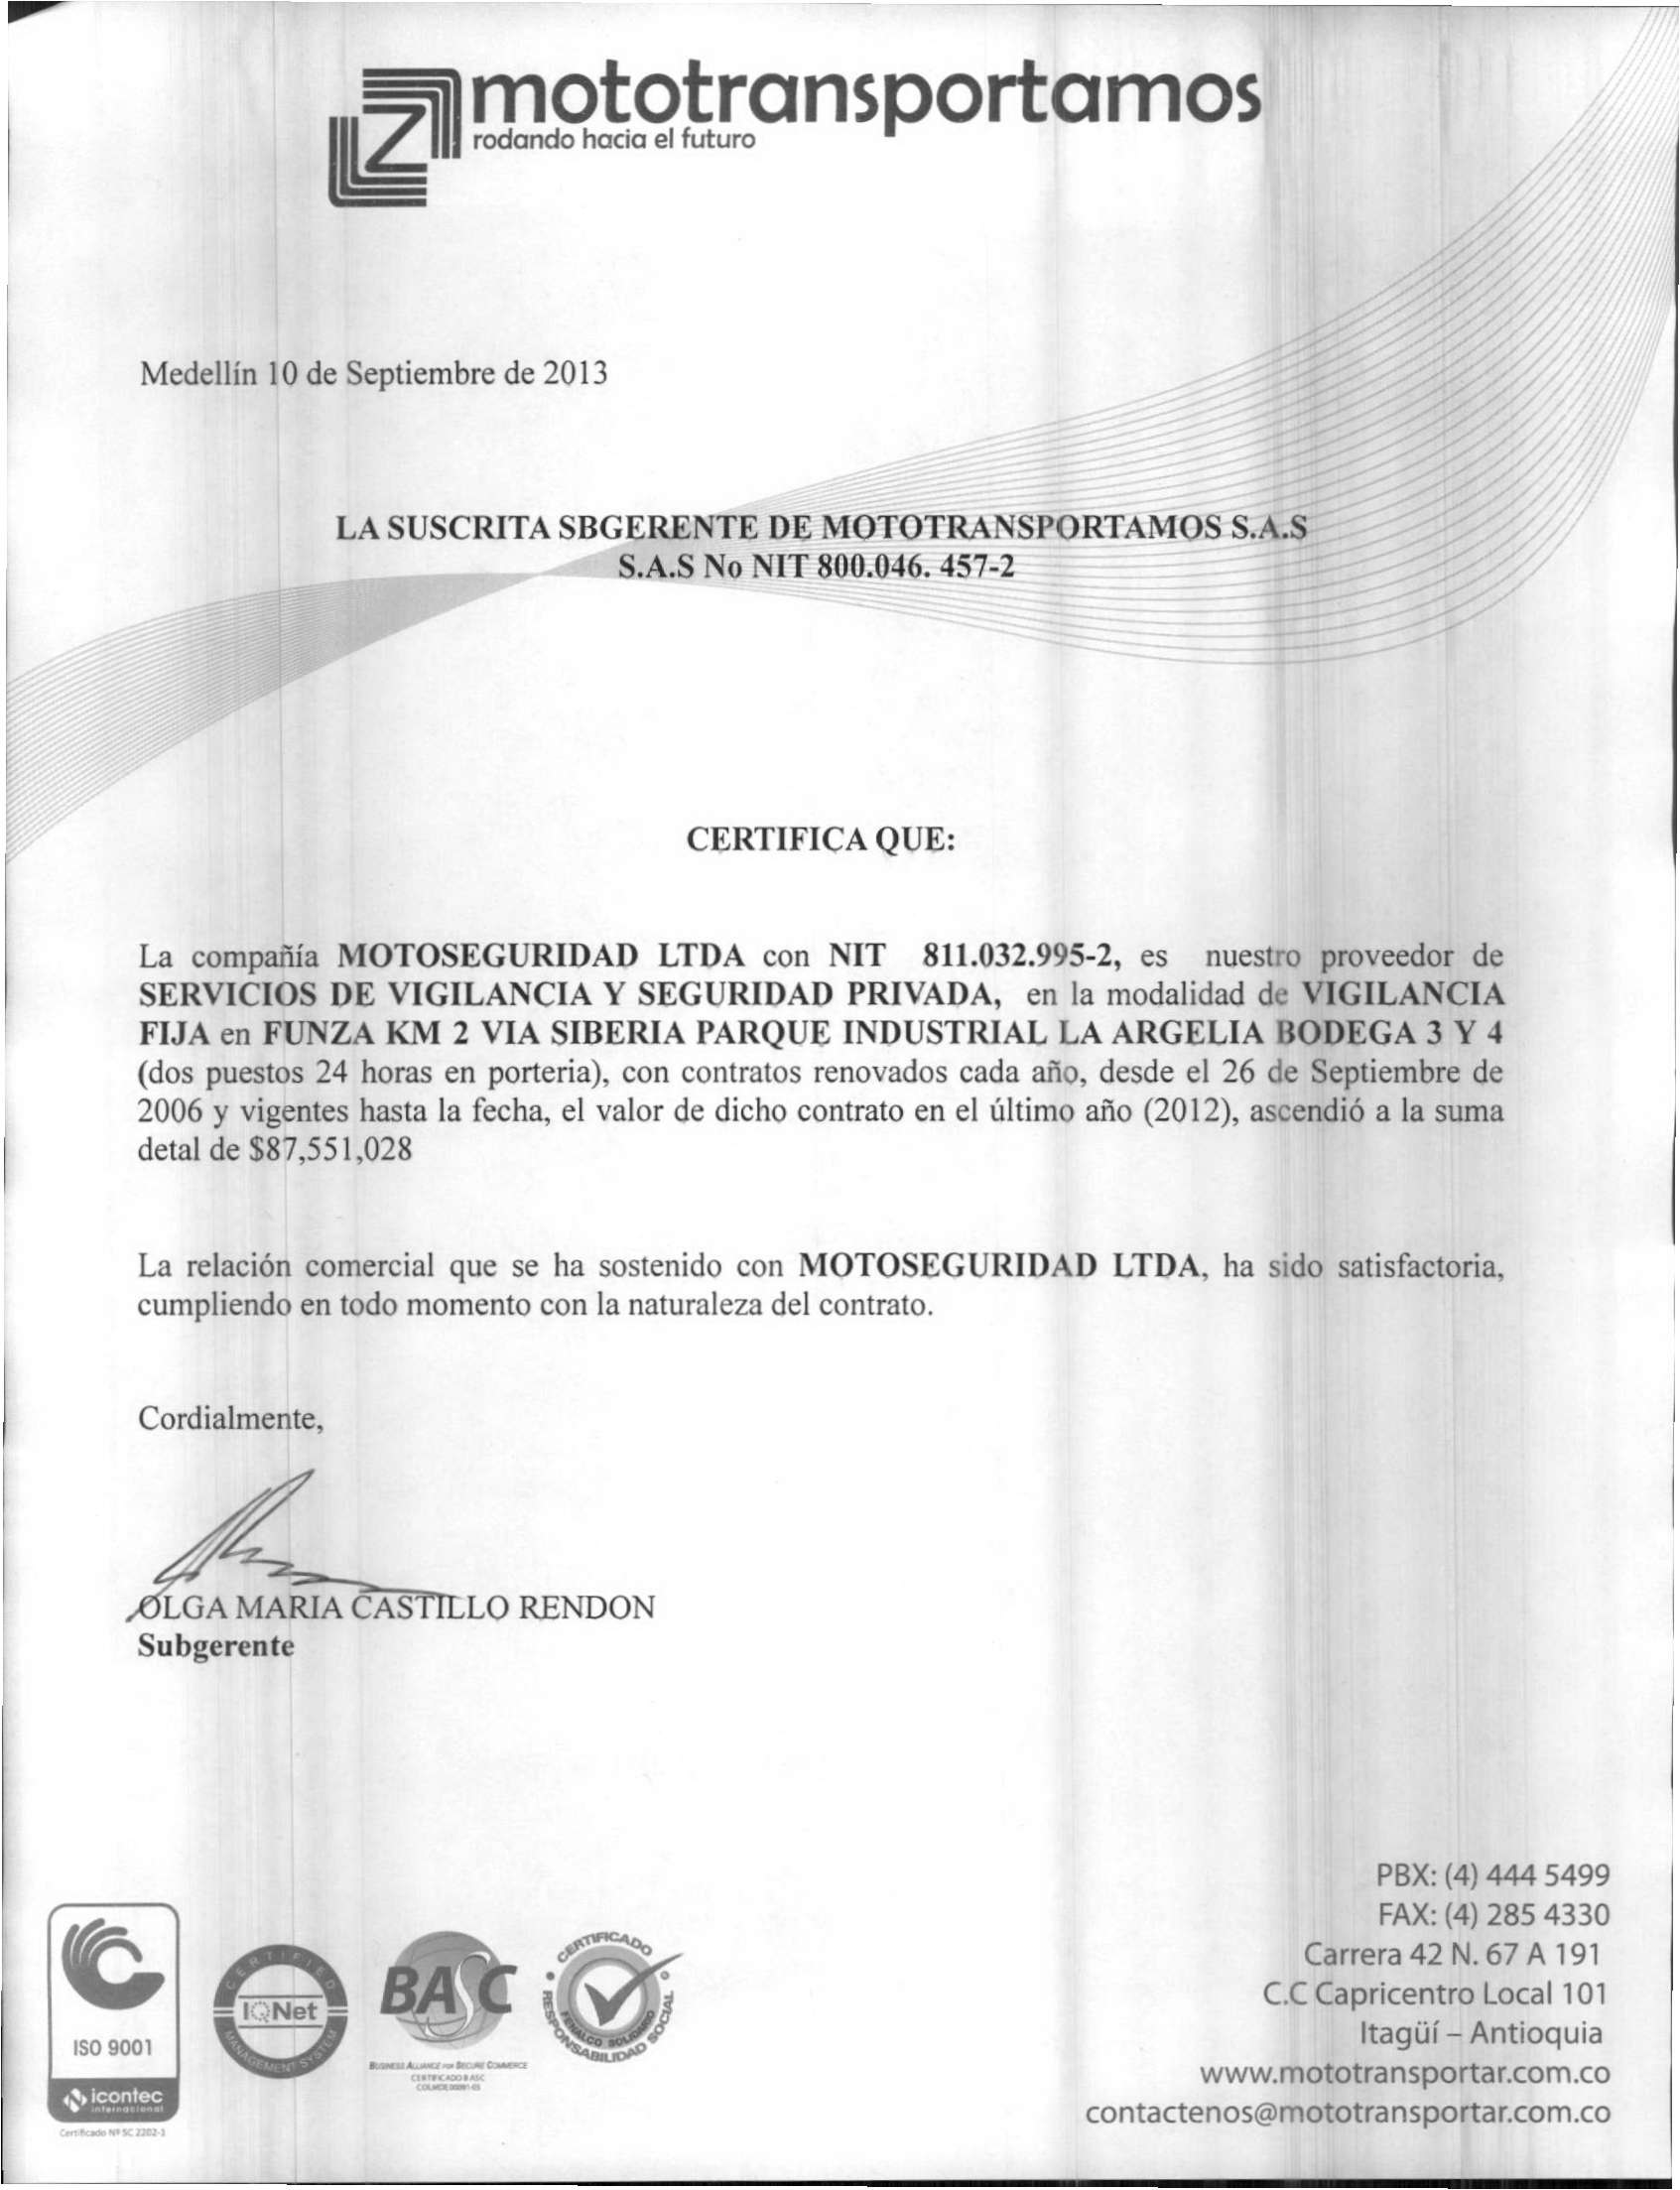 mototransportamos
rodando hacia el futuro
Medellín 10 de Septiembre de 2013
LA SUSCRITA SBGERENTE DE MOTOTRANSPORTAMOS S.A.S
S.A.S No NIT 800.046. 457-2
CERTIFICA QUE:
La compañía MOTOSEGURIDAD LTDA con NIT 811.032.995-2, es nuestro proveedor de
SERVICIOS DE VIGILANCIA Y SEGURIDAD PRIVADA, en la modalidad de VIGILANCIA
FIJA en FUNZA KM 2 VIA SIBERIA PARQUE INDUSTRIAL LA ARGELIA BODEGA 3 Y 4
(dos puestos 24 horas en porteria), con contratos renovados cada año, desde el 26 de Septiembre de
2006 y vigentes hasta la fecha, el valor de dicho contrato en el último año (2012), ascendió a la suma
detal de $87,551,028
La relación comercial que se ha sostenido con MOTOSEGURIDAD LTDA, ha sido satisfactoria,
cumpliendo en todo momento con la naturaleza del contrato.
Cordialmente,
OLGA MARIA CASTILLO RENDON
Subgerente
ISO 9001
icontec
internacional
Certificado Nº SC 2202-1
CERTIFIED
IQNet
MANAGEMENT SYSTEM
BASC
BUSINESS ALLIANCE FOR SECURE COMMERCE
CERTIFICADO BASC
CERTIFICADO
RESPONSABILIDAD SOCIAL
FENALCO SOLIDARIO
PBX: (4) 444 5499
FAX: (4) 285 4330
Carrera 42 N. 67 A 191
C.C Capricentro Local 101
Itagüí – Antioquia
www.mototransportar.com.co
contactenos@mototransportar.com.co